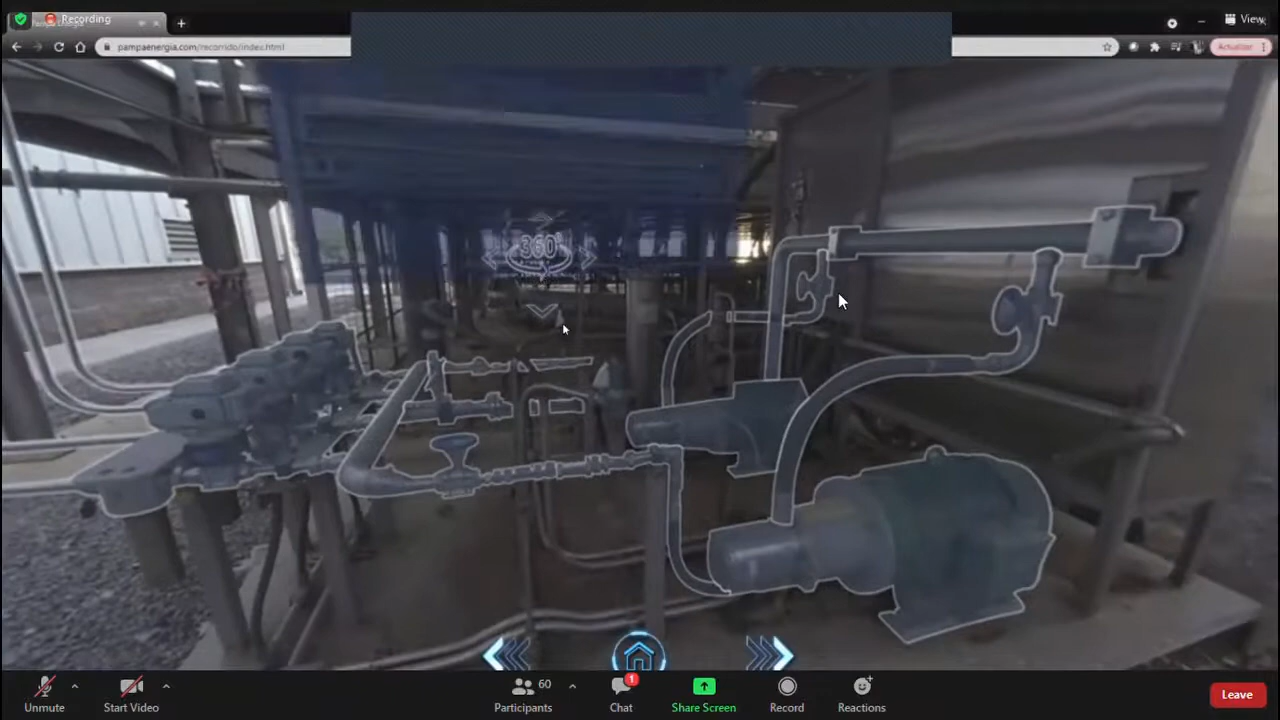 Recording
View
pampaenergia.com/recorrido/index.html
Actualizar
360°
60
1
Unmute
Start Video
Participants
Chat
Share Screen
Record
Reactions
Leave